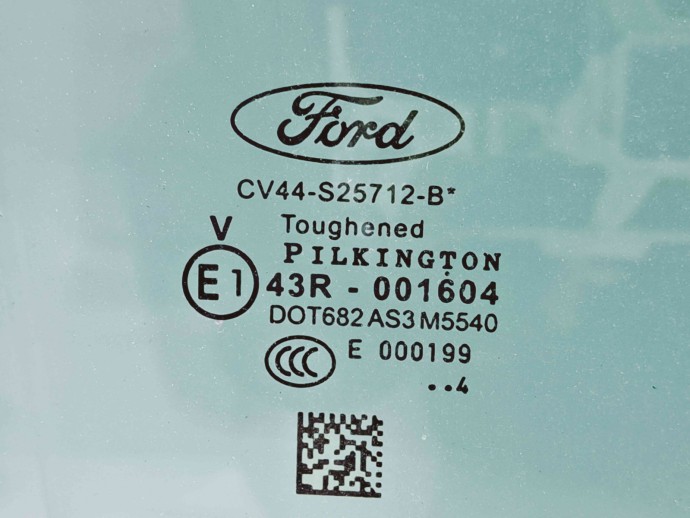 Ford
CV44-S25712-B*
V Toughened
PILKINGTON
E1 43R - 001604
DOT682 AS3 M5540
CCC E 000199
..4